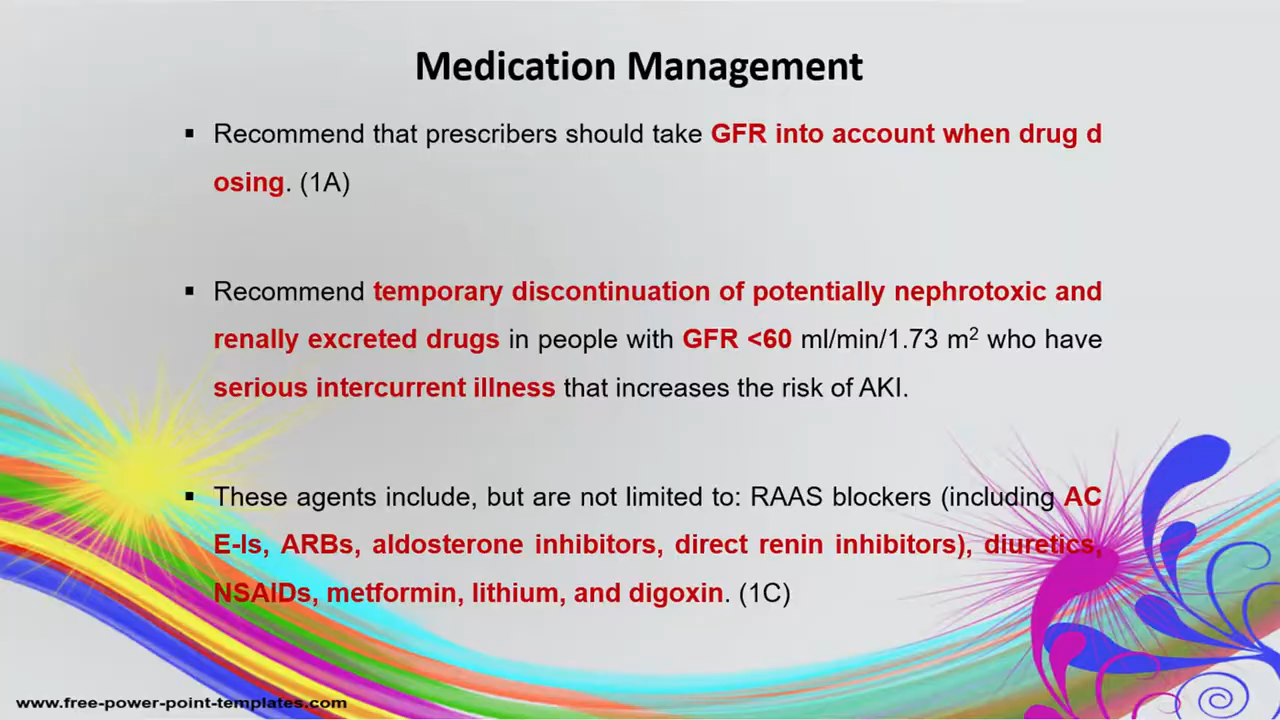 Medication Management
▪ Recommend that prescribers should take GFR into account when drug d
osing. (1A)
▪ Recommend temporary discontinuation of potentially nephrotoxic and
renally excreted drugs in people with GFR <60 ml/min/1.73 m² who have
serious intercurrent illness that increases the risk of AKI.
▪ These agents include, but are not limited to: RAAS blockers (including AC
E-Is, ARBs, aldosterone inhibitors, direct renin inhibitors), diuretics,
NSAIDs, metformin, lithium, and digoxin. (1C)
www.free-power-point-templates.com